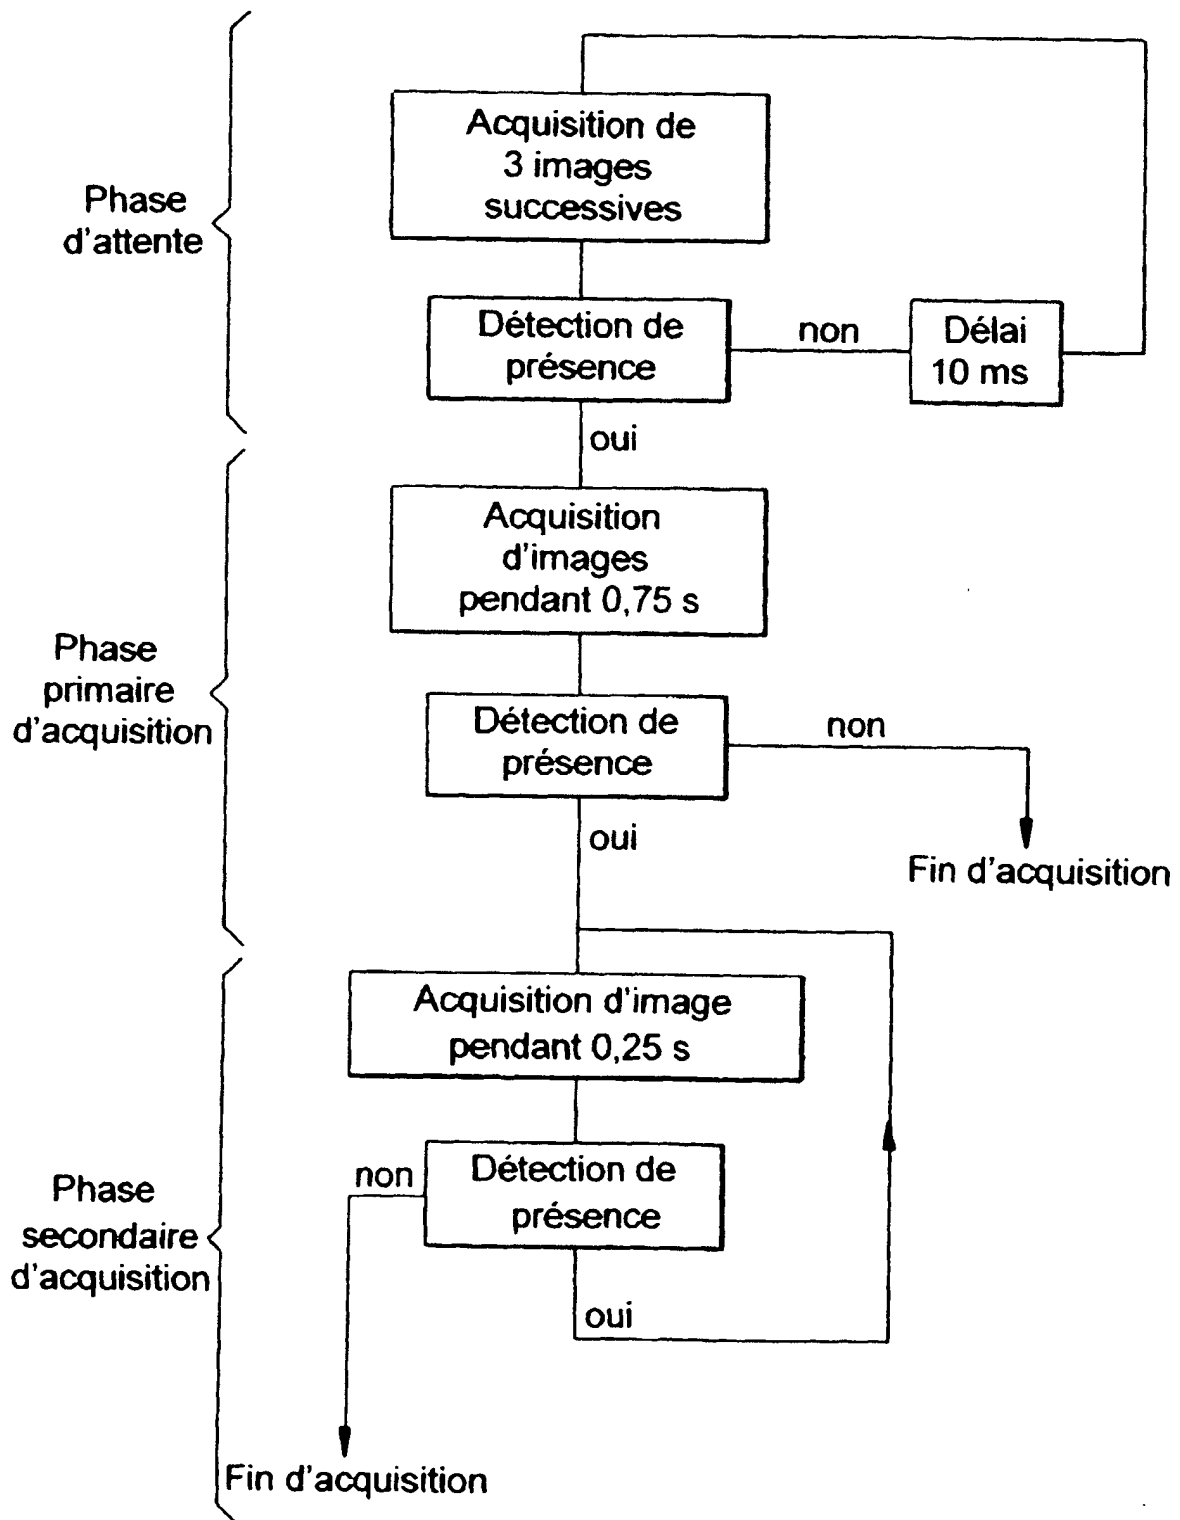 Phase
d'attente
Acquisition de
3 images
successives
Détection de
présence
non
Délai
10 ms
oui
Phase
primaire
d'acquisition
Acquisition
d'images
pendant 0,75 s
Détection de
présence
non
oui
Fin d'acquisition
Phase
secondaire
d'acquisition
Acquisition d'image
pendant 0,25 s
non
Détection de
présence
oui
Fin d'acquisition